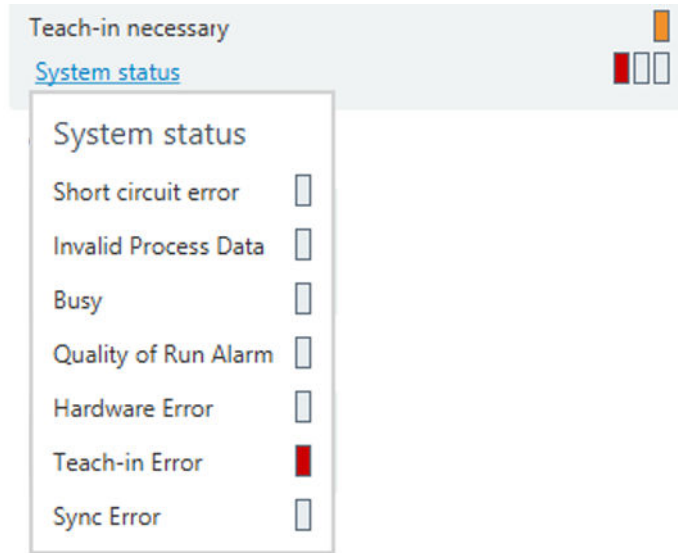 Teach-in necessary
System status
System status
Short circuit error
Invalid Process Data
Busy
Quality of Run Alarm
Hardware Error
Teach-in Error
Sync Error